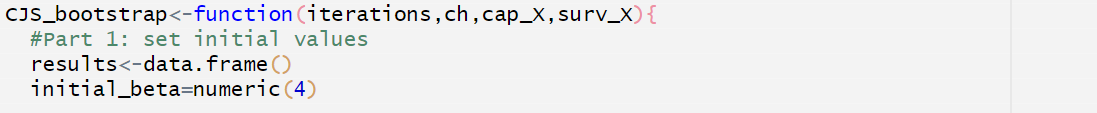 CJS_bootstrap<-function(iterations,ch,cap_X,surv_X){
#Part 1: set initial values
results<-data.frame()
initial_beta=numeric(4)